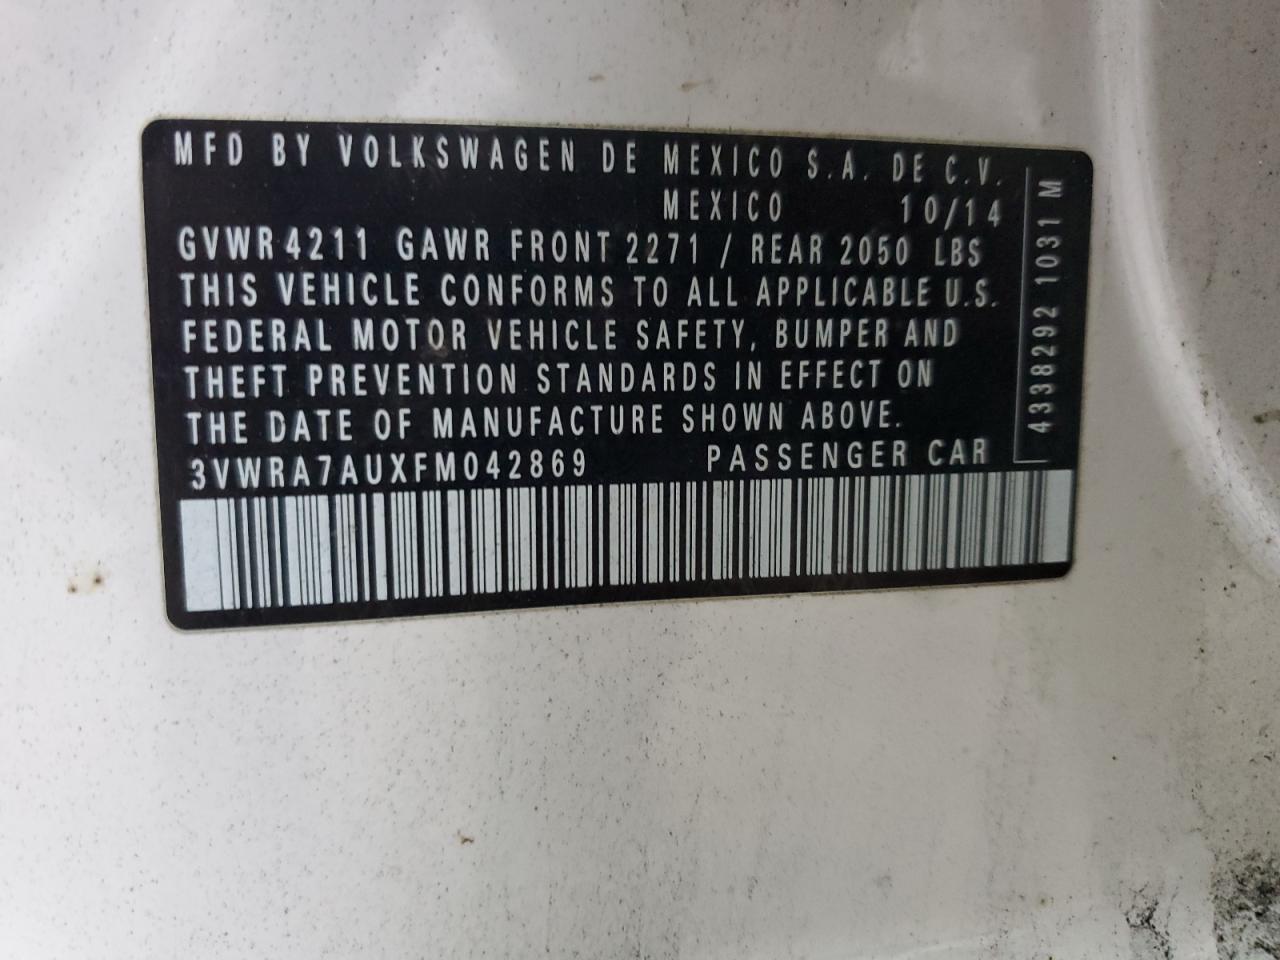 MFD BY VOLKSWAGEN DE MEXICO S.A. DE C.V.
MEXICO 10/14
GVWR 4211 GAWR FRONT 2271 / REAR 2050 LBS
THIS VEHICLE CONFORMS TO ALL APPLICABLE U.S.
FEDERAL MOTOR VEHICLE SAFETY, BUMPER AND
THEFT PREVENTION STANDARDS IN EFFECT ON
THE DATE OF MANUFACTURE SHOWN ABOVE.
3VWRA7AUXFM042869 PASSENGER CAR
4338292 1031 M